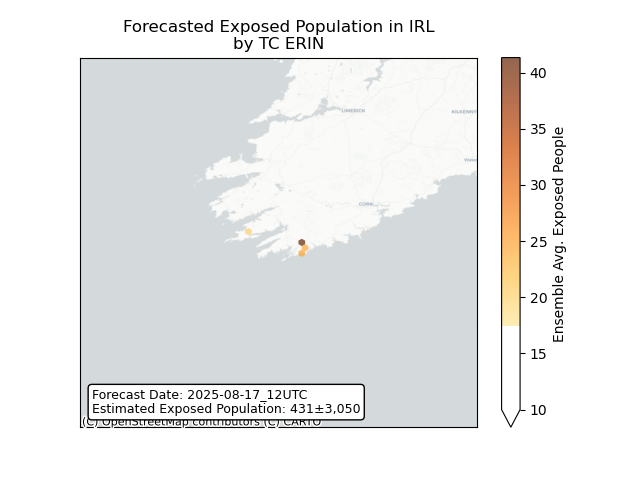 Forecasted Exposed Population in IRL
by TC ERIN
LIMERICK
KILKENNY
CORK
40
35
30
25
20
15
10
Ensemble Avg. Exposed People
Forecast Date: 2025-08-17_12UTC
Estimated Exposed Population: 431±3,050
(C) OpenStreetMap contributors (C) CARTO